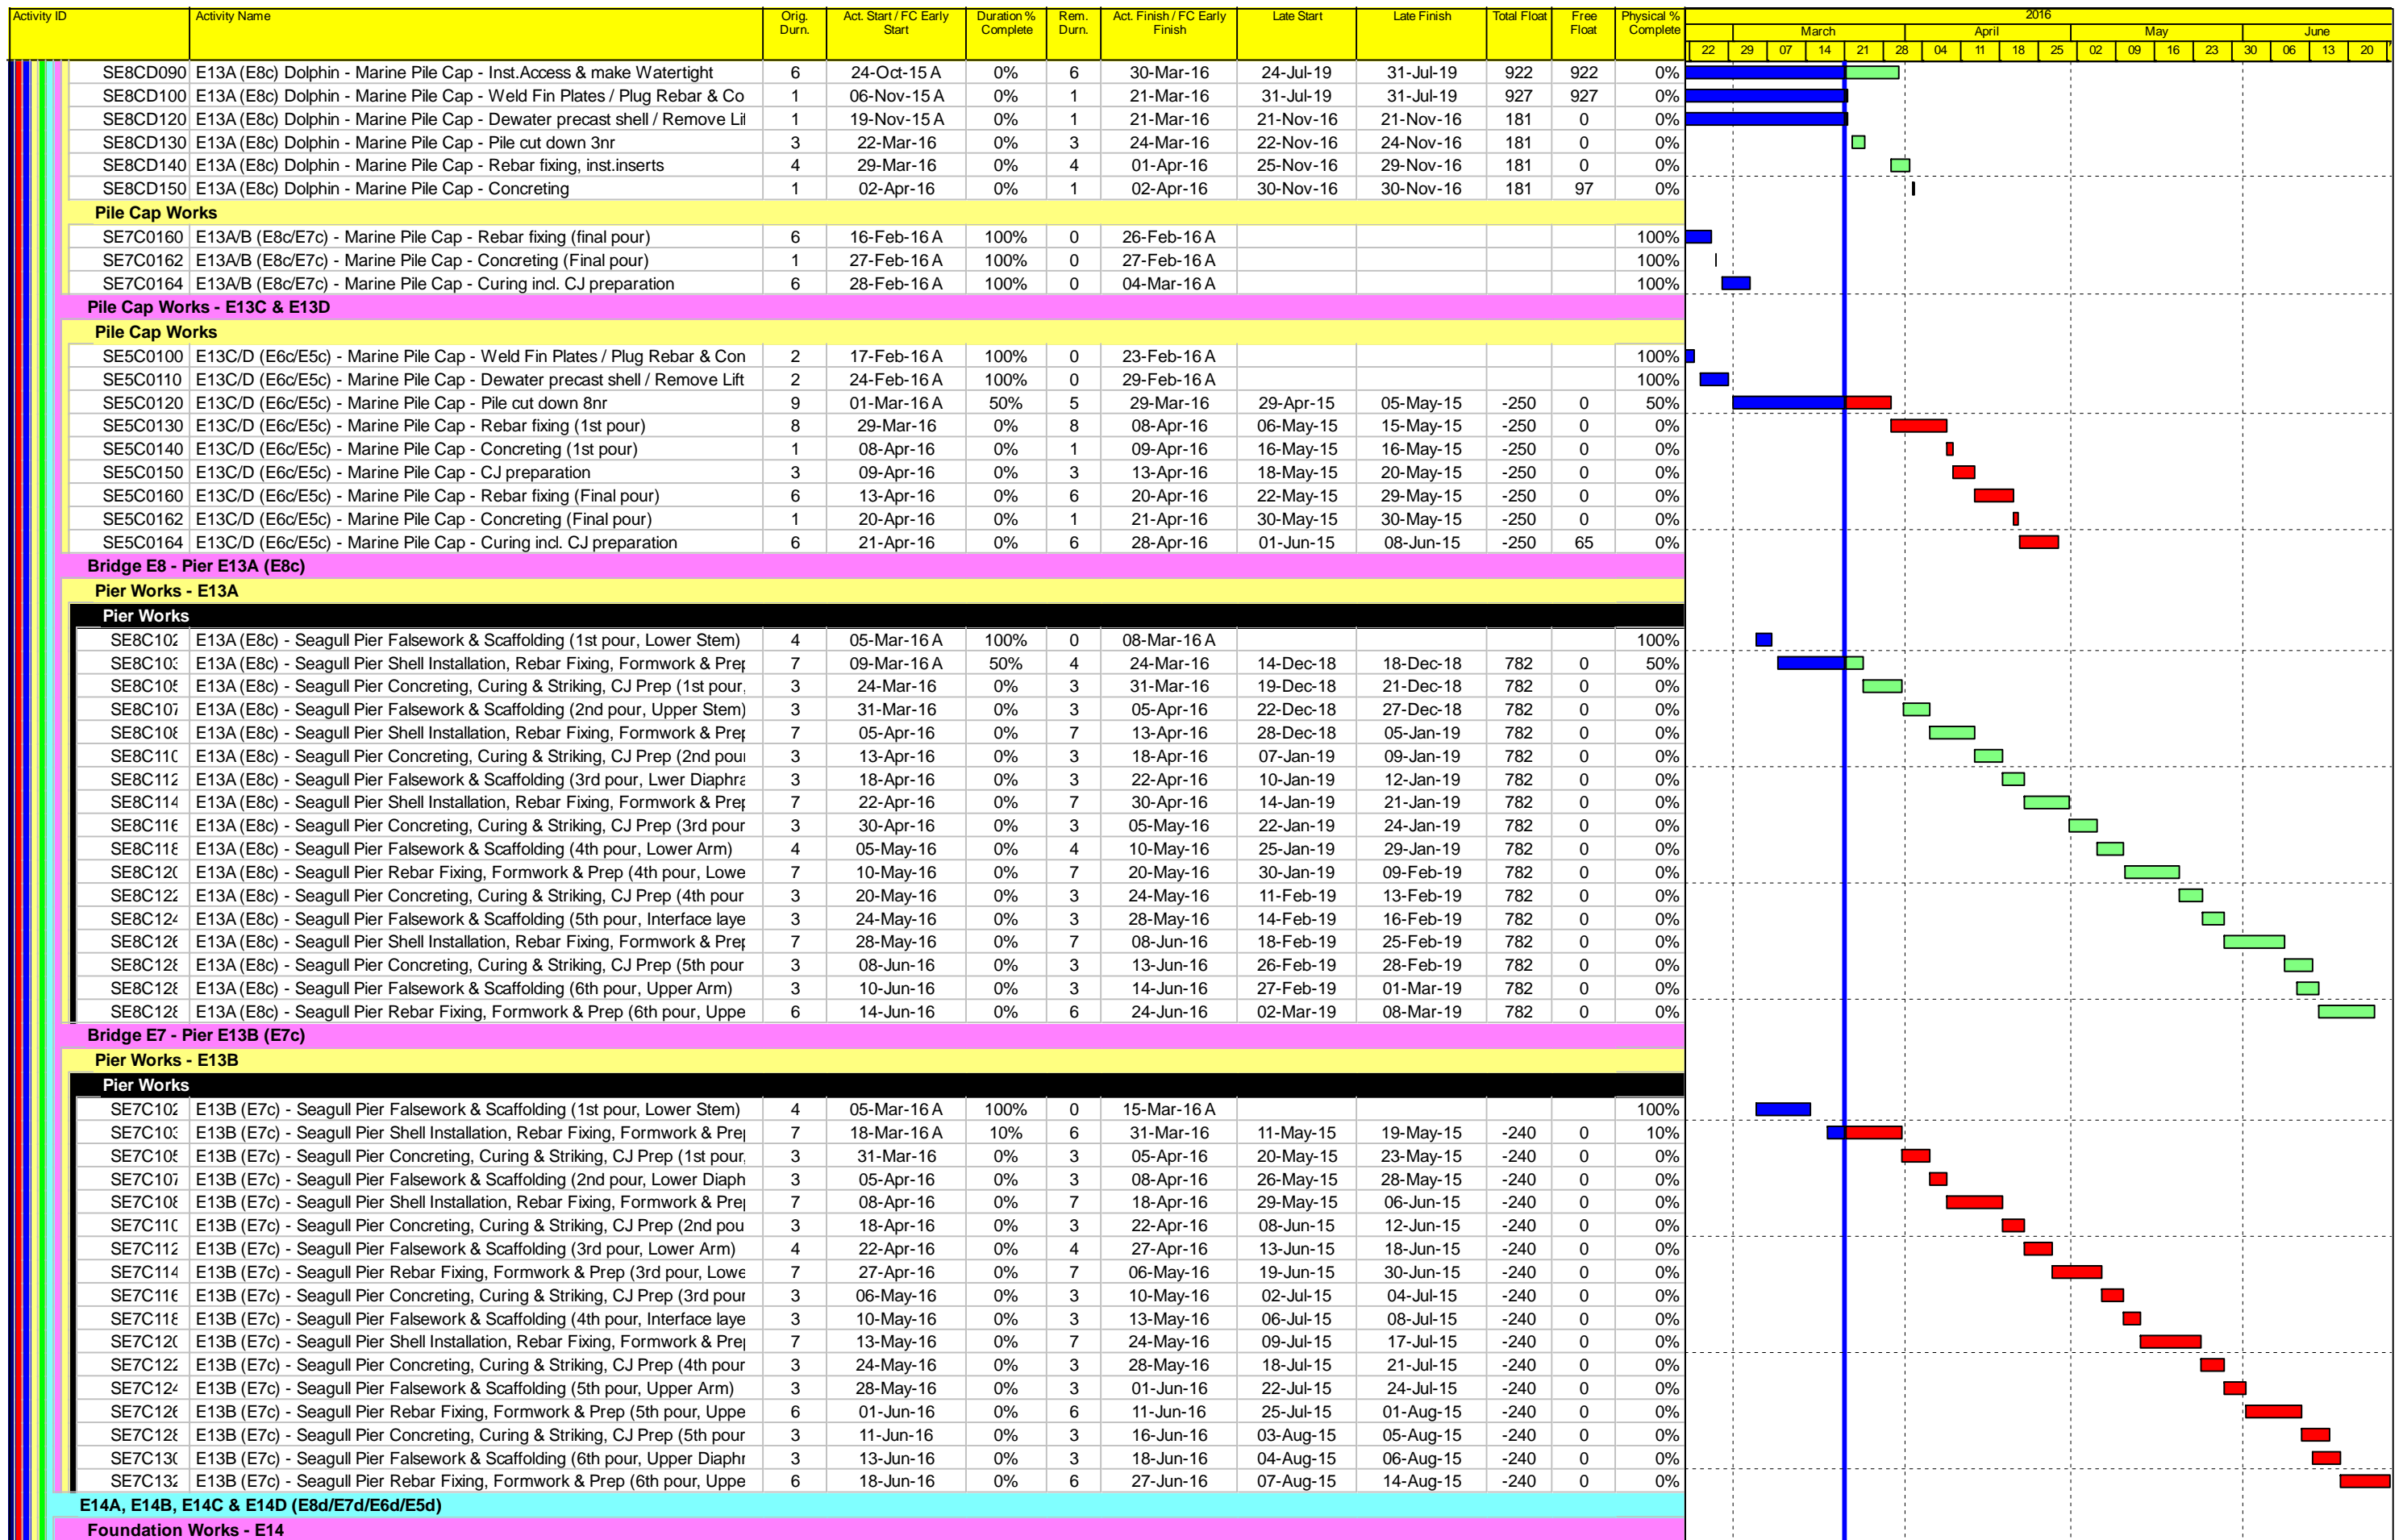 Activity ID Activity Name Orig. Durn. Act. Start / FC Early Start Duration % Complete Rem. Durn. Act. Finish / FC Early Finish Late Start Late Finish Total Float Free Float Physical % Complete 2016
March April May June
22 29 07 14 21 28 04 11 18 25 02 09 16 23 30 06 13 20
SE8CD090 E13A (E8c) Dolphin - Marine Pile Cap - Inst.Access & make Watertight 6 24-Oct-15 A 0% 6 30-Mar-16 24-Jul-19 31-Jul-19 922 922 0%
SE8CD100 E13A (E8c) Dolphin - Marine Pile Cap - Weld Fin Plates / Plug Rebar & Co 1 06-Nov-15 A 0% 1 21-Mar-16 31-Jul-19 31-Jul-19 927 927 0%
SE8CD120 E13A (E8c) Dolphin - Marine Pile Cap - Dewater precast shell / Remove Lif 1 19-Nov-15 A 0% 1 21-Mar-16 21-Nov-16 21-Nov-16 181 0 0%
SE8CD130 E13A (E8c) Dolphin - Marine Pile Cap - Pile cut down 3nr 3 22-Mar-16 0% 3 24-Mar-16 22-Nov-16 24-Nov-16 181 0 0%
SE8CD140 E13A (E8c) Dolphin - Marine Pile Cap - Rebar fixing, inst.inserts 4 29-Mar-16 0% 4 01-Apr-16 25-Nov-16 29-Nov-16 181 0 0%
SE8CD150 E13A (E8c) Dolphin - Marine Pile Cap - Concreting 1 02-Apr-16 0% 1 02-Apr-16 30-Nov-16 30-Nov-16 181 97 0%
Pile Cap Works
SE7C0160 E13A/B (E8c/E7c) - Marine Pile Cap - Rebar fixing (final pour) 6 16-Feb-16 A 100% 0 26-Feb-16 A 100%
SE7C0162 E13A/B (E8c/E7c) - Marine Pile Cap - Concreting (Final pour) 1 27-Feb-16 A 100% 0 27-Feb-16 A 100%
SE7C0164 E13A/B (E8c/E7c) - Marine Pile Cap - Curing incl. CJ preparation 6 28-Feb-16 A 100% 0 04-Mar-16 A 100%
Pile Cap Works - E13C & E13D
Pile Cap Works
SE5C0100 E13C/D (E6c/E5c) - Marine Pile Cap - Weld Fin Plates / Plug Rebar & Con 2 17-Feb-16 A 100% 0 23-Feb-16 A 100%
SE5C0110 E13C/D (E6c/E5c) - Marine Pile Cap - Dewater precast shell / Remove Lift 2 24-Feb-16 A 100% 0 29-Feb-16 A 100%
SE5C0120 E13C/D (E6c/E5c) - Marine Pile Cap - Pile cut down 8nr 9 01-Mar-16 A 50% 5 29-Mar-16 29-Apr-15 05-May-15 -250 0 50%
SE5C0130 E13C/D (E6c/E5c) - Marine Pile Cap - Rebar fixing (1st pour) 8 29-Mar-16 0% 8 08-Apr-16 06-May-15 15-May-15 -250 0 0%
SE5C0140 E13C/D (E6c/E5c) - Marine Pile Cap - Concreting (1st pour) 1 08-Apr-16 0% 1 09-Apr-16 16-May-15 16-May-15 -250 0 0%
SE5C0150 E13C/D (E6c/E5c) - Marine Pile Cap - CJ preparation 3 09-Apr-16 0% 3 13-Apr-16 18-May-15 20-May-15 -250 0 0%
SE5C0160 E13C/D (E6c/E5c) - Marine Pile Cap - Rebar fixing (Final pour) 6 13-Apr-16 0% 6 20-Apr-16 22-May-15 29-May-15 -250 0 0%
SE5C0162 E13C/D (E6c/E5c) - Marine Pile Cap - Concreting (Final pour) 1 20-Apr-16 0% 1 21-Apr-16 30-May-15 30-May-15 -250 0 0%
SE5C0164 E13C/D (E6c/E5c) - Marine Pile Cap - Curing incl. CJ preparation 6 21-Apr-16 0% 6 28-Apr-16 01-Jun-15 08-Jun-15 -250 65 0%
Bridge E8 - Pier E13A (E8c)
Pier Works - E13A
Pier Works
SE8C102 E13A (E8c) - Seagull Pier Falsework & Scaffolding (1st pour, Lower Stem) 4 05-Mar-16 A 100% 0 08-Mar-16 A 100%
SE8C103 E13A (E8c) - Seagull Pier Shell Installation, Rebar Fixing, Formwork & Prep 7 09-Mar-16 A 50% 4 24-Mar-16 14-Dec-18 18-Dec-18 782 0 50%
SE8C105 E13A (E8c) - Seagull Pier Concreting, Curing & Striking, CJ Prep (1st pour, 3 24-Mar-16 0% 3 31-Mar-16 19-Dec-18 21-Dec-18 782 0 0%
SE8C107 E13A (E8c) - Seagull Pier Falsework & Scaffolding (2nd pour, Upper Stem) 3 31-Mar-16 0% 3 05-Apr-16 22-Dec-18 27-Dec-18 782 0 0%
SE8C108 E13A (E8c) - Seagull Pier Shell Installation, Rebar Fixing, Formwork & Prep 7 05-Apr-16 0% 7 13-Apr-16 28-Dec-18 05-Jan-19 782 0 0%
SE8C110 E13A (E8c) - Seagull Pier Concreting, Curing & Striking, CJ Prep (2nd pour 3 13-Apr-16 0% 3 18-Apr-16 07-Jan-19 09-Jan-19 782 0 0%
SE8C112 E13A (E8c) - Seagull Pier Falsework & Scaffolding (3rd pour, Lwer Diaphra 3 18-Apr-16 0% 3 22-Apr-16 10-Jan-19 12-Jan-19 782 0 0%
SE8C114 E13A (E8c) - Seagull Pier Shell Installation, Rebar Fixing, Formwork & Prep 7 22-Apr-16 0% 7 30-Apr-16 14-Jan-19 21-Jan-19 782 0 0%
SE8C116 E13A (E8c) - Seagull Pier Concreting, Curing & Striking, CJ Prep (3rd pour 3 30-Apr-16 0% 3 05-May-16 22-Jan-19 24-Jan-19 782 0 0%
SE8C118 E13A (E8c) - Seagull Pier Falsework & Scaffolding (4th pour, Lower Arm) 4 05-May-16 0% 4 10-May-16 25-Jan-19 29-Jan-19 782 0 0%
SE8C120 E13A (E8c) - Seagull Pier Rebar Fixing, Formwork & Prep (4th pour, Lowe 7 10-May-16 0% 7 20-May-16 30-Jan-19 09-Feb-19 782 0 0%
SE8C122 E13A (E8c) - Seagull Pier Concreting, Curing & Striking, CJ Prep (4th pour 3 20-May-16 0% 3 24-May-16 11-Feb-19 13-Feb-19 782 0 0%
SE8C124 E13A (E8c) - Seagull Pier Falsework & Scaffolding (5th pour, Interface laye 3 24-May-16 0% 3 28-May-16 14-Feb-19 16-Feb-19 782 0 0%
SE8C126 E13A (E8c) - Seagull Pier Shell Installation, Rebar Fixing, Formwork & Prep 7 28-May-16 0% 7 08-Jun-16 18-Feb-19 25-Feb-19 782 0 0%
SE8C128 E13A (E8c) - Seagull Pier Concreting, Curing & Striking, CJ Prep (5th pour 3 08-Jun-16 0% 3 13-Jun-16 26-Feb-19 28-Feb-19 782 0 0%
SE8C128 E13A (E8c) - Seagull Pier Falsework & Scaffolding (6th pour, Upper Arm) 3 10-Jun-16 0% 3 14-Jun-16 27-Feb-19 01-Mar-19 782 0 0%
SE8C128 E13A (E8c) - Seagull Pier Rebar Fixing, Formwork & Prep (6th pour, Uppe 6 14-Jun-16 0% 6 24-Jun-16 02-Mar-19 08-Mar-19 782 0 0%
Bridge E7 - Pier E13B (E7c)
Pier Works - E13B
Pier Works
SE7C102 E13B (E7c) - Seagull Pier Falsework & Scaffolding (1st pour, Lower Stem) 4 05-Mar-16 A 100% 0 15-Mar-16 A 100%
SE7C103 E13B (E7c) - Seagull Pier Shell Installation, Rebar Fixing, Formwork & Prep 7 18-Mar-16 A 10% 6 31-Mar-16 11-May-15 19-May-15 -240 0 10%
SE7C105 E13B (E7c) - Seagull Pier Concreting, Curing & Striking, CJ Prep (1st pour, 3 31-Mar-16 0% 3 05-Apr-16 20-May-15 23-May-15 -240 0 0%
SE7C107 E13B (E7c) - Seagull Pier Falsework & Scaffolding (2nd pour, Lower Diaph 3 05-Apr-16 0% 3 08-Apr-16 26-May-15 28-May-15 -240 0 0%
SE7C108 E13B (E7c) - Seagull Pier Shell Installation, Rebar Fixing, Formwork & Prep 7 08-Apr-16 0% 7 18-Apr-16 29-May-15 06-Jun-15 -240 0 0%
SE7C110 E13B (E7c) - Seagull Pier Concreting, Curing & Striking, CJ Prep (2nd pou 3 18-Apr-16 0% 3 22-Apr-16 08-Jun-15 12-Jun-15 -240 0 0%
SE7C112 E13B (E7c) - Seagull Pier Falsework & Scaffolding (3rd pour, Lower Arm) 4 22-Apr-16 0% 4 27-Apr-16 13-Jun-15 18-Jun-15 -240 0 0%
SE7C114 E13B (E7c) - Seagull Pier Rebar Fixing, Formwork & Prep (3rd pour, Lowe 7 27-Apr-16 0% 7 06-May-16 19-Jun-15 30-Jun-15 -240 0 0%
SE7C116 E13B (E7c) - Seagull Pier Concreting, Curing & Striking, CJ Prep (3rd pour 3 06-May-16 0% 3 10-May-16 02-Jul-15 04-Jul-15 -240 0 0%
SE7C118 E13B (E7c) - Seagull Pier Falsework & Scaffolding (4th pour, Interface laye 3 10-May-16 0% 3 13-May-16 06-Jul-15 08-Jul-15 -240 0 0%
SE7C120 E13B (E7c) - Seagull Pier Shell Installation, Rebar Fixing, Formwork & Prep 7 13-May-16 0% 7 24-May-16 09-Jul-15 17-Jul-15 -240 0 0%
SE7C122 E13B (E7c) - Seagull Pier Concreting, Curing & Striking, CJ Prep (4th pour 3 24-May-16 0% 3 28-May-16 18-Jul-15 21-Jul-15 -240 0 0%
SE7C124 E13B (E7c) - Seagull Pier Falsework & Scaffolding (5th pour, Upper Arm) 3 28-May-16 0% 3 01-Jun-16 22-Jul-15 24-Jul-15 -240 0 0%
SE7C126 E13B (E7c) - Seagull Pier Rebar Fixing, Formwork & Prep (5th pour, Uppe 6 01-Jun-16 0% 6 11-Jun-16 25-Jul-15 01-Aug-15 -240 0 0%
SE7C128 E13B (E7c) - Seagull Pier Concreting, Curing & Striking, CJ Prep (5th pour 3 11-Jun-16 0% 3 16-Jun-16 03-Aug-15 05-Aug-15 -240 0 0%
SE7C130 E13B (E7c) - Seagull Pier Falsework & Scaffolding (6th pour, Upper Diaphr 3 13-Jun-16 0% 3 18-Jun-16 04-Aug-15 06-Aug-15 -240 0 0%
SE7C132 E13B (E7c) - Seagull Pier Rebar Fixing, Formwork & Prep (6th pour, Uppe 6 18-Jun-16 0% 6 27-Jun-16 07-Aug-15 14-Aug-15 -240 0 0%
E14A, E14B, E14C & E14D (E8d/E7d/E6d/E5d)
Foundation Works - E14